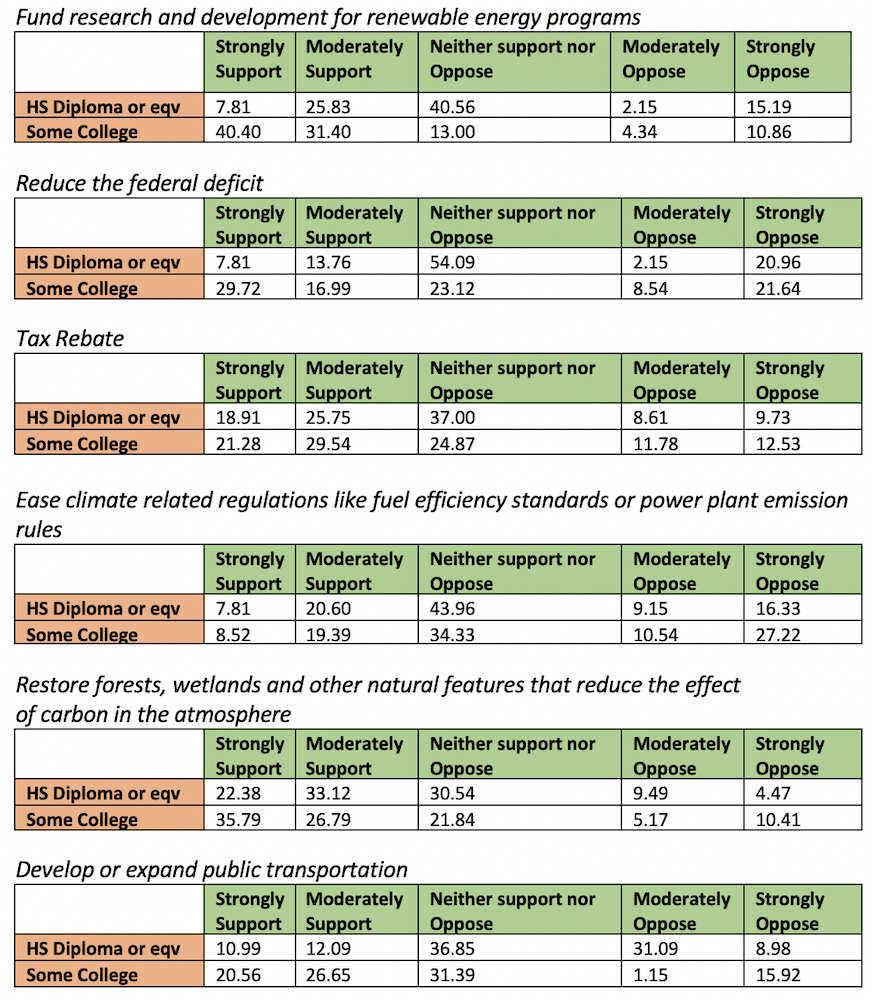 Fund research and development for renewable energy programs
Strongly Moderately Neither support nor Moderately Strongly
Support Support Oppose Oppose Oppose
HS Diploma or eqv 7.81 25.83 40.56 2.15 15.19
Some College 40.40 31.40 13.00 4.34 10.86
Reduce the federal deficit
Strongly Moderately Neither support nor Moderately Strongly
Support Support Oppose Oppose Oppose
HS Diploma or eqv 7.81 13.76 54.09 2.15 20.96
Some College 29.72 16.99 23.12 8.54 21.64
Tax Rebate
Strongly Moderately Neither support nor Moderately Strongly
Support Support Oppose Oppose Oppose
HS Diploma or eqv 18.91 25.75 37.00 8.61 9.73
Some College 21.28 29.54 24.87 11.78 12.53
Ease climate related regulations like fuel efficiency standards or power plant emission
rules
Strongly Moderately Neither support nor Moderately Strongly
Support Support Oppose Oppose Oppose
HS Diploma or eqv 7.81 20.60 43.96 9.15 16.33
Some College 8.52 19.39 34.33 10.54 27.22
Restore forests, wetlands and other natural features that reduce the effect
of carbon in the atmosphere
Strongly Moderately Neither support nor Moderately Strongly
Support Support Oppose Oppose Oppose
HS Diploma or eqv 22.38 33.12 30.54 9.49 4.47
Some College 35.79 26.79 21.84 5.17 10.41
Develop or expand public transportation
Strongly Moderately Neither support nor Moderately Strongly
Support Support Oppose Oppose Oppose
HS Diploma or eqv 10.99 12.09 36.85 31.09 8.98
Some College 20.56 26.65 31.39 1.15 15.92